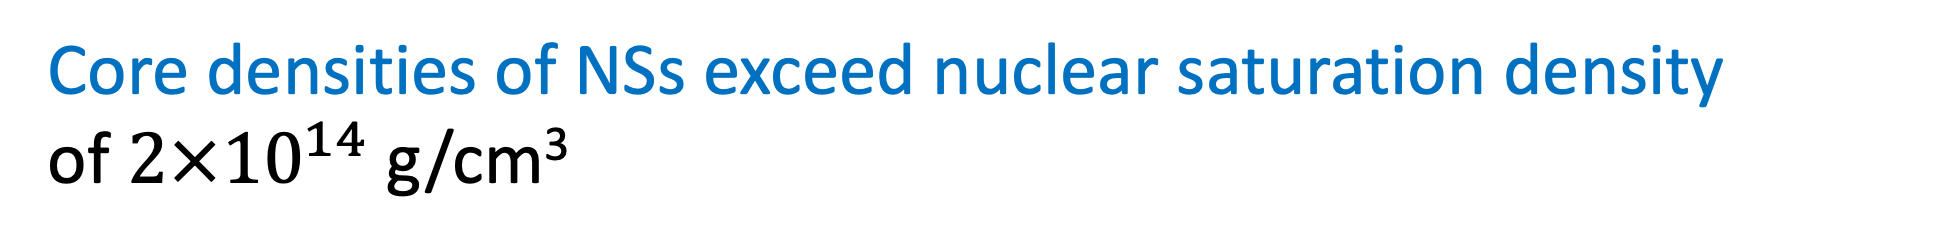 Core densities of NSs exceed nuclear saturation density
of 2×10¹⁴ g/cm³